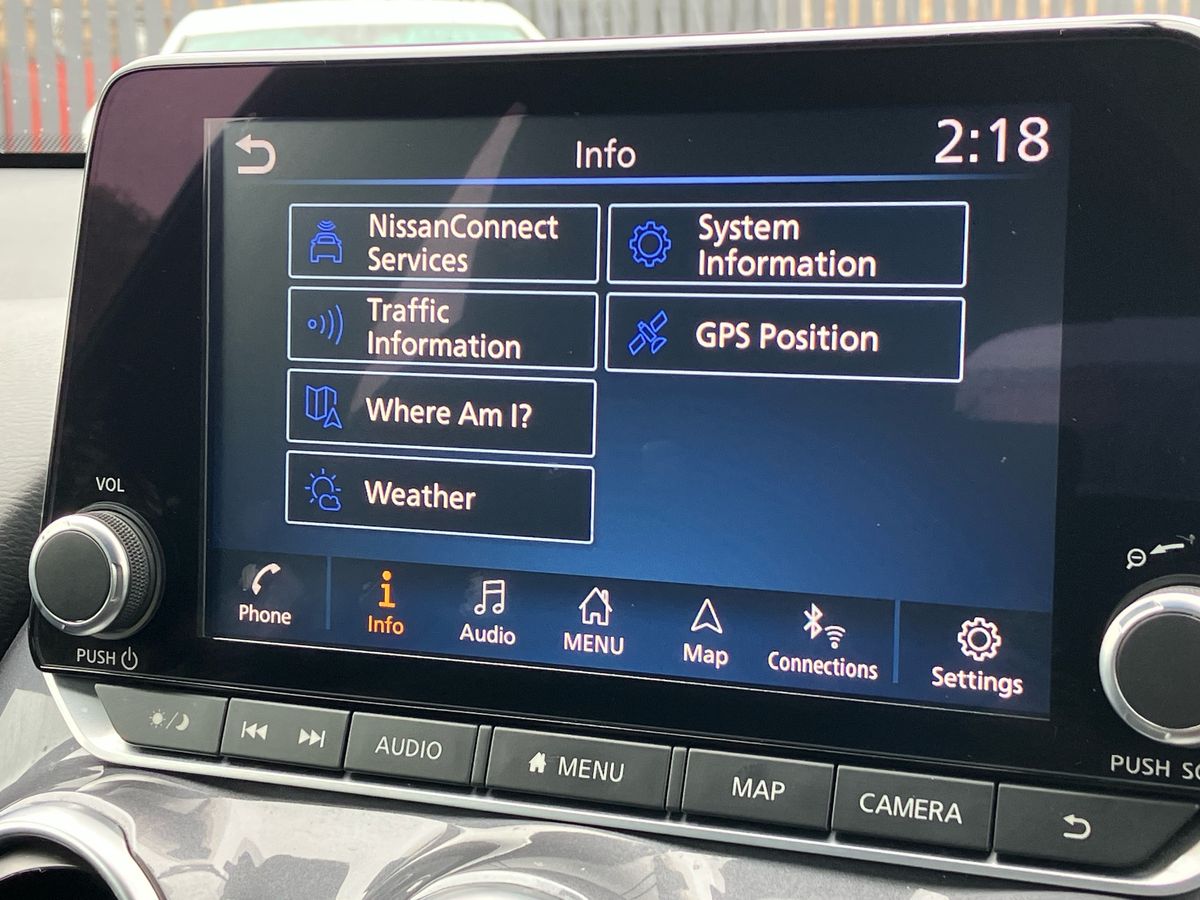 Info
2:18
NissanConnect
Services
System
Information
Traffic
Information
GPS Position
Where Am I?
Weather
VOL
Phone
Info
Audio
MENU
Map
Connections
Settings
PUSH
PUSH
AUDIO
MENU
MAP
CAMERA